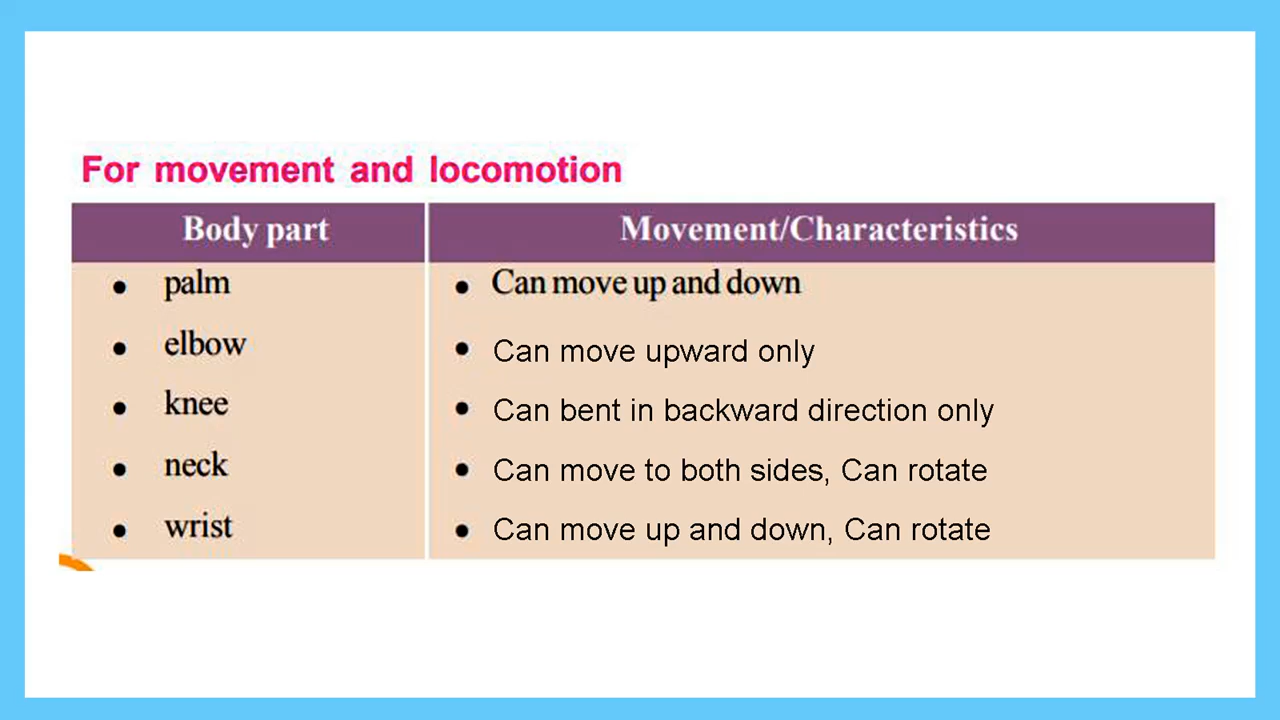 For movement and locomotion
Body part Movement/Characteristics
• palm • Can move up and down
• elbow • Can move upward only
• knee • Can bent in backward direction only
• neck • Can move to both sides, Can rotate
• wrist • Can move up and down, Can rotate